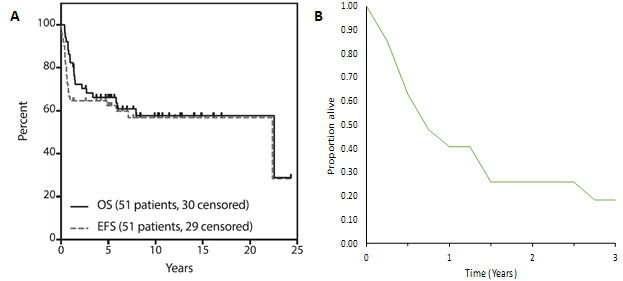 A
Percent
100
80
60
40
20
0
OS (51 patients, 30 censored)
EFS (51 patients, 29 censored)
0 5 10 15 20 25
Years
B
Proportion alive
1.00
0.90
0.80
0.70
0.60
0.50
0.40
0.30
0.20
0.10
0.00
0 1 2 3
Time (Years)